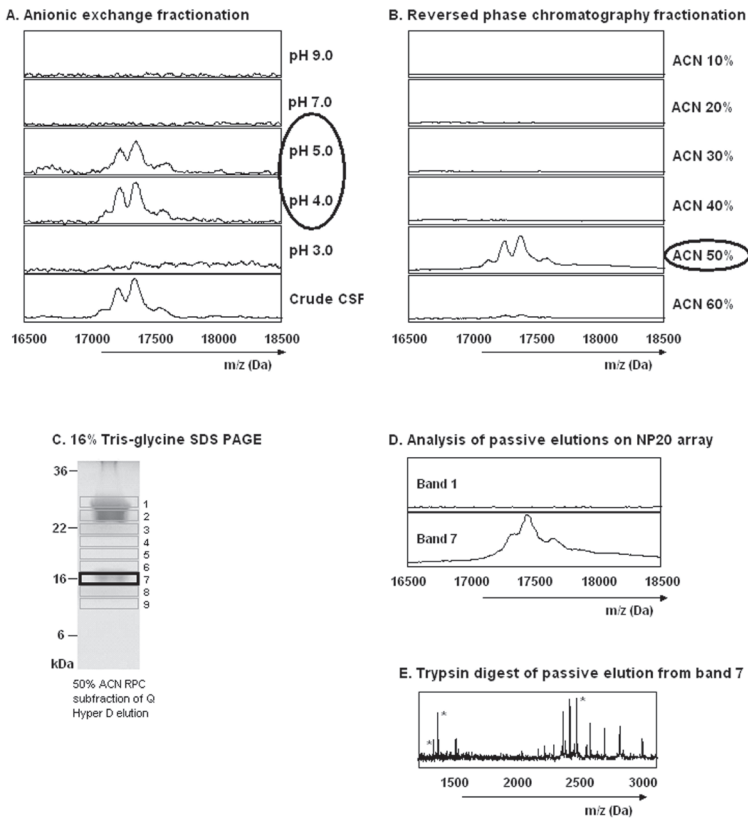 A. Anionic exchange fractionation
pH 9.0
pH 7.0
pH 5.0
pH 4.0
pH 3.0
Crude CSF
16500 17000 17500 18000 18500
m/z (Da)
B. Reversed phase chromatography fractionation
ACN 10%
ACN 20%
ACN 30%
ACN 40%
ACN 50%
ACN 60%
16500 17000 17500 18000 18500
m/z (Da)
C. 16% Tris-glycine SDS PAGE
36
22
16
6
kDa
1
2
3
4
5
6
7
8
9
50% ACN RPC
subfraction of Q
Hyper D elution
D. Analysis of passive elutions on NP20 array
Band 1
Band 7
16500 17000 17500 18000 18500
m/z (Da)
E. Trypsin digest of passive elution from band 7
* * *
1500 2000 2500 3000
m/z (Da)